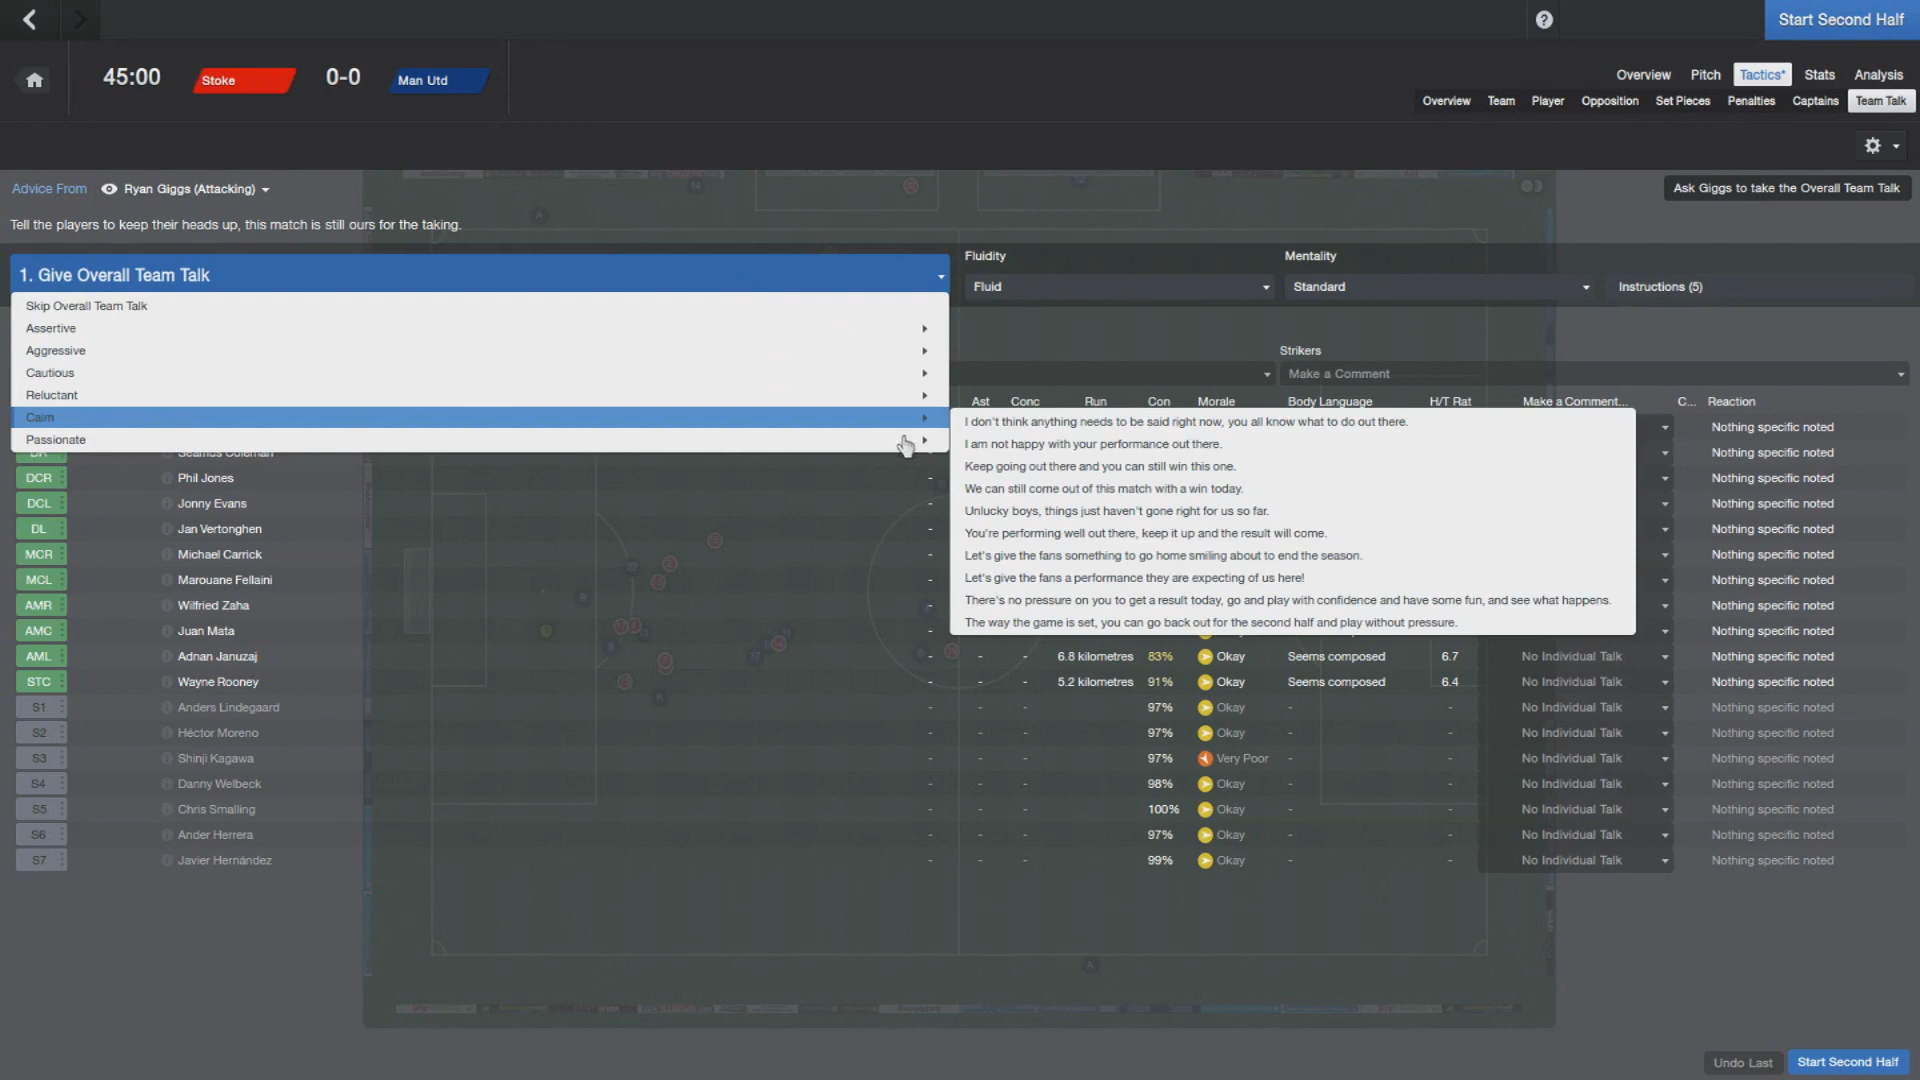 Start Second Half
45:00 Stoke 0-0 Man Utd
Overview Pitch Tactics* Stats Analysis
Overview Team Player Opposition Set Pieces Penalties Captains Team Talk
Advice From Ryan Giggs (Attacking)
Ask Giggs to take the Overall Team Talk
Tell the players to keep their heads up, this match is still ours for the taking.
1. Give Overall Team Talk
Fluidity Mentality
Fluid Standard Instructions (5)
Skip Overall Team Talk
Assertive
Aggressive
Cautious
Reluctant
Calm
Passionate
Strikers
Make a Comment
Ast Conc Run Con Morale Body Language H/T Rat Make a Comment... C... Reaction
I don't think anything needs to be said right now, you all know what to do out there.
I am not happy with your performance out there.
Keep going out there and you can still win this one.
We can still come out of this match with a win today.
Unlucky boys, things just haven't gone right for us so far.
You're performing well out there, keep it up and the result will come.
Let's give the fans something to go home smiling about to end the season.
Let's give the fans a performance they are expecting of us here!
There's no pressure on you to get a result today, go and play with confidence and have some fun, and see what happens.
The way the game is set, you can go back out for the second half and play without pressure.
Nothing specific noted
DR Seamus Coleman Nothing specific noted
DCR Phil Jones - Nothing specific noted
DCL Jonny Evans - Nothing specific noted
DL Jan Vertonghen - Nothing specific noted
MCR Michael Carrick - Nothing specific noted
MCL Marouane Fellaini - Nothing specific noted
AMR Wilfried Zaha - Nothing specific noted
AMC Juan Mata - Nothing specific noted
AML Adnan Januzaj - - - 6.8 kilometres 83% Okay Seems composed 6.7 No Individual Talk Nothing specific noted
STC Wayne Rooney - - - 5.2 kilometres 91% Okay Seems composed 6.4 No Individual Talk Nothing specific noted
S1 Anders Lindegaard - - - 97% Okay - - No Individual Talk Nothing specific noted
S2 Héctor Moreno - - - 97% Okay - - No Individual Talk Nothing specific noted
S3 Shinji Kagawa - - - 97% Very Poor - - No Individual Talk Nothing specific noted
S4 Danny Welbeck - - - 98% Okay - - No Individual Talk Nothing specific noted
S5 Chris Smalling - - - 100% Okay - - No Individual Talk Nothing specific noted
S6 Ander Herrera - - - 97% Okay - - No Individual Talk Nothing specific noted
S7 Javier Hernández - - - 99% Okay - - No Individual Talk Nothing specific noted
Undo Last Start Second Half